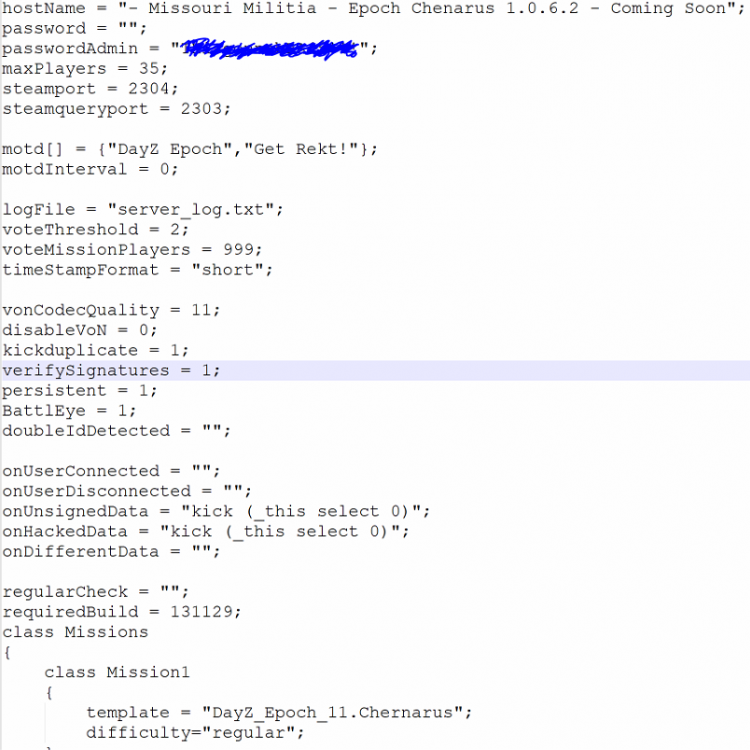 hostName = "- Missouri Militia - Epoch Chenarus 1.0.6.2 - Coming Soon";
password = "";
passwordAdmin = "";
maxPlayers = 35;
steamport = 2304;
steamqueryport = 2303;
motd[] = {"DayZ Epoch","Get Rekt!"};
motdInterval = 0;
logFile = "server_log.txt";
voteThreshold = 2;
voteMissionPlayers = 999;
timeStampFormat = "short";
vonCodecQuality = 11;
disableVoN = 0;
kickduplicate = 1;
verifySignatures = 1;
persistent = 1;
BattlEye = 1;
doubleIdDetected = "";
onUserConnected = "";
onUserDisconnected = "";
onUnsignedData = "kick (_this select 0)";
onHackedData = "kick (_this select 0)";
onDifferentData = "";
regularCheck = "";
requiredBuild = 131129;
class Missions
{
class Mission1
{
template = "DayZ_Epoch_11.Chernarus";
difficulty="regular";